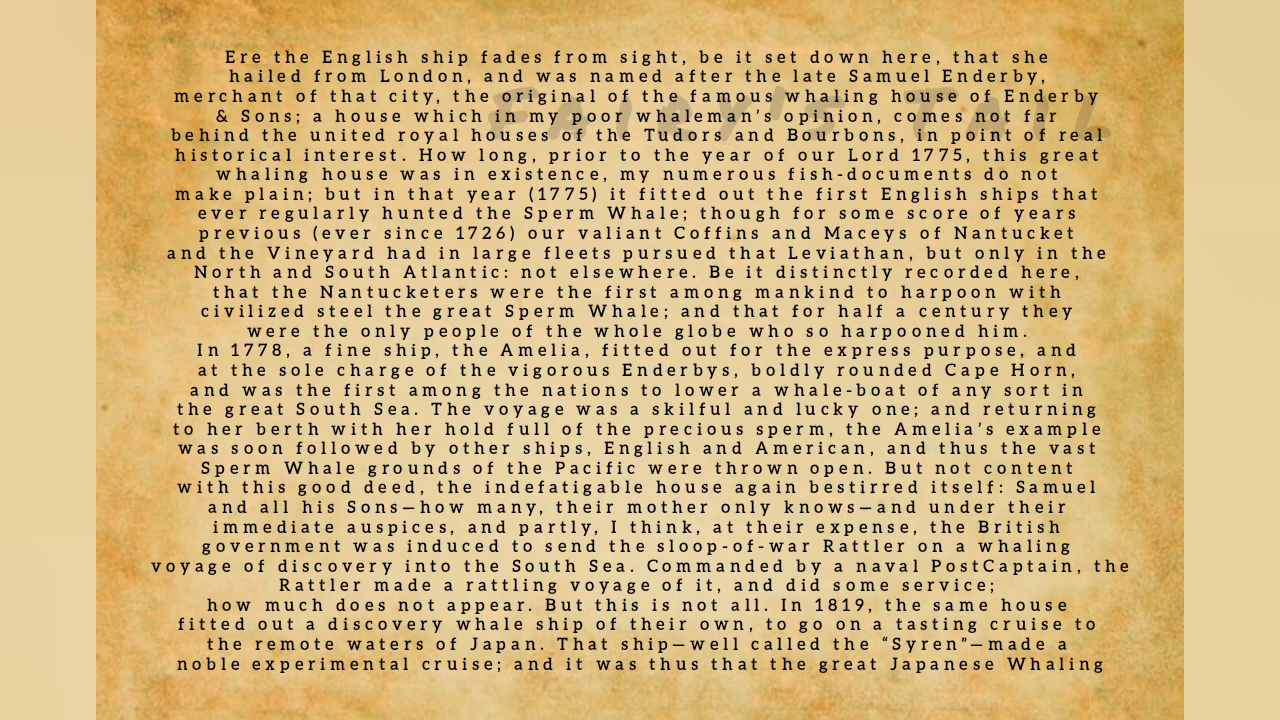 Ere the English ship fades from sight, be it set down here, that she
hailed from London, and was named after the late Samuel Enderby,
merchant of that city, the original of the famous whaling house of Enderby
& Sons; a house which in my poor whaleman's opinion, comes not far
behind the united royal houses of the Tudors and Bourbons, in point of real
historical interest. How long, prior to the year of our Lord 1775, this great
whaling house was in existence, my numerous fish-documents do not
make plain; but in that year (1775) it fitted out the first English ships that
ever regularly hunted the Sperm Whale; though for some score of years
previous (ever since 1726) our valiant Coffins and Maceys of Nantucket
and the Vineyard had in large fleets pursued that Leviathan, but only in the
North and South Atlantic: not elsewhere. Be it distinctly recorded here,
that the Nantucketers were the first among mankind to harpoon with
civilized steel the great Sperm Whale; and that for half a century they
were the only people of the whole globe who so harpooned him.
In 1778, a fine ship, the Amelia, fitted out for the express purpose, and
at the sole charge of the vigorous Enderbys, boldly rounded Cape Horn,
and was the first among the nations to lower a whale-boat of any sort in
the great South Sea. The voyage was a skilful and lucky one; and returning
to her berth with her hold full of the precious sperm, the Amelia's example
was soon followed by other ships, English and American, and thus the vast
Sperm Whale grounds of the Pacific were thrown open. But not content
with this good deed, the indefatigable house again bestirred itself: Samuel
and all his Sons—how many, their mother only knows—and under their
immediate auspices, and partly, I think, at their expense, the British
government was induced to send the sloop-of-war Rattler on a whaling
voyage of discovery into the South Sea. Commanded by a naval PostCaptain, the
Rattler made a rattling voyage of it, and did some service;
how much does not appear. But this is not all. In 1819, the same house
fitted out a discovery whale ship of their own, to go on a tasting cruise to
the remote waters of Japan. That ship—well called the “Syren”—made a
noble experimental cruise; and it was thus that the great Japanese Whaling